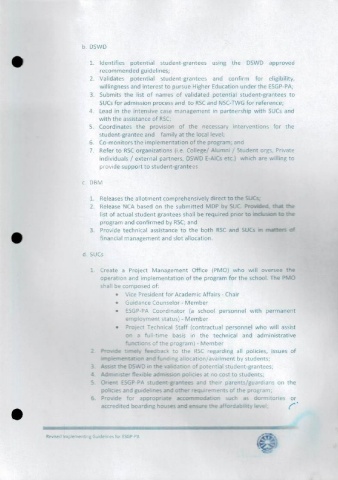 b. DSWD
1. Identifies potential student-grantees using the DSWD approved
recommended guidelines;
2. Validates potential student-grantees and confirm for eligibility,
willingness and interest to pursue Higher Education under the ESGP-PA;
3. Submits the list of names of validated potential student-grantees to
SUCs for admission process and to RSC and NSC-TWG for reference;
4. Lead in the intensive case management in partnership with SUCs and
with the assistance of RSC;
5. Coordinates the provision of the necessary interventions for the
student-grantee and family at the local level;
6. Co-monitors the implementation of the program; and
7. Refer to RSC organizations (i.e. College/ Alumni / Student orgs, Private
Individuals / external partners, DSWD E-AICs etc.) which are willing to
provide support to student-grantees
c. DBM
1. Releases the allotment comprehensively direct to the SUCs;
2. Release NCA based on the submitted MDP by SUC. Provided, that the
list of actual student grantees shall be required prior to inclusion to the
program and confirmed by RSC; and
3. Provide technical assistance to the both RSC and SUCs in matters of
financial management and slot allocation.
d. SUCs
1. Create a Project Management Office (PMO) who will oversee the
operation and implementation of the program for the school. The PMO
shall be composed of:
• Vice President for Academic Affairs - Chair
• Guidance Counselor - Member
• ESGP-PA Coordinator (a school personnel with permanent
employment status) - Member
• Project Technical Staff (contractual personnel who will assist
on a full-time basis in the technical and administrative
functions of the program) - Member
2. Provide timely feedback to the RSC regarding all policies, issues of
implementation and funding allocation/availment by students;
3. Assist the DSWD in the validation of potential student-grantees;
4. Administer flexible admission policies at no cost to students;
5. Orient ESGP-PA student-grantees and their parents/guardians on the
policies and guidelines and other requirements of the program;
6. Provide for appropriate accommodation such as dormitories or
accredited boarding houses and ensure the affordability level;
Revised Implementing Guidelines for ESGP-PA